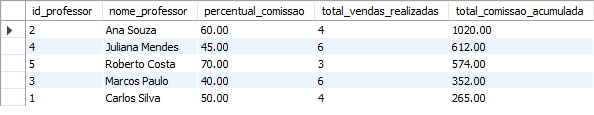 id_professor nome_professor percentual_comissao total_vendas_realizadas total_comissao_acumulada
2 Ana Souza 60.00 4 1020.00
4 Juliana Mendes 45.00 6 612.00
5 Roberto Costa 70.00 3 574.00
3 Marcos Paulo 40.00 6 352.00
1 Carlos Silva 50.00 4 265.00